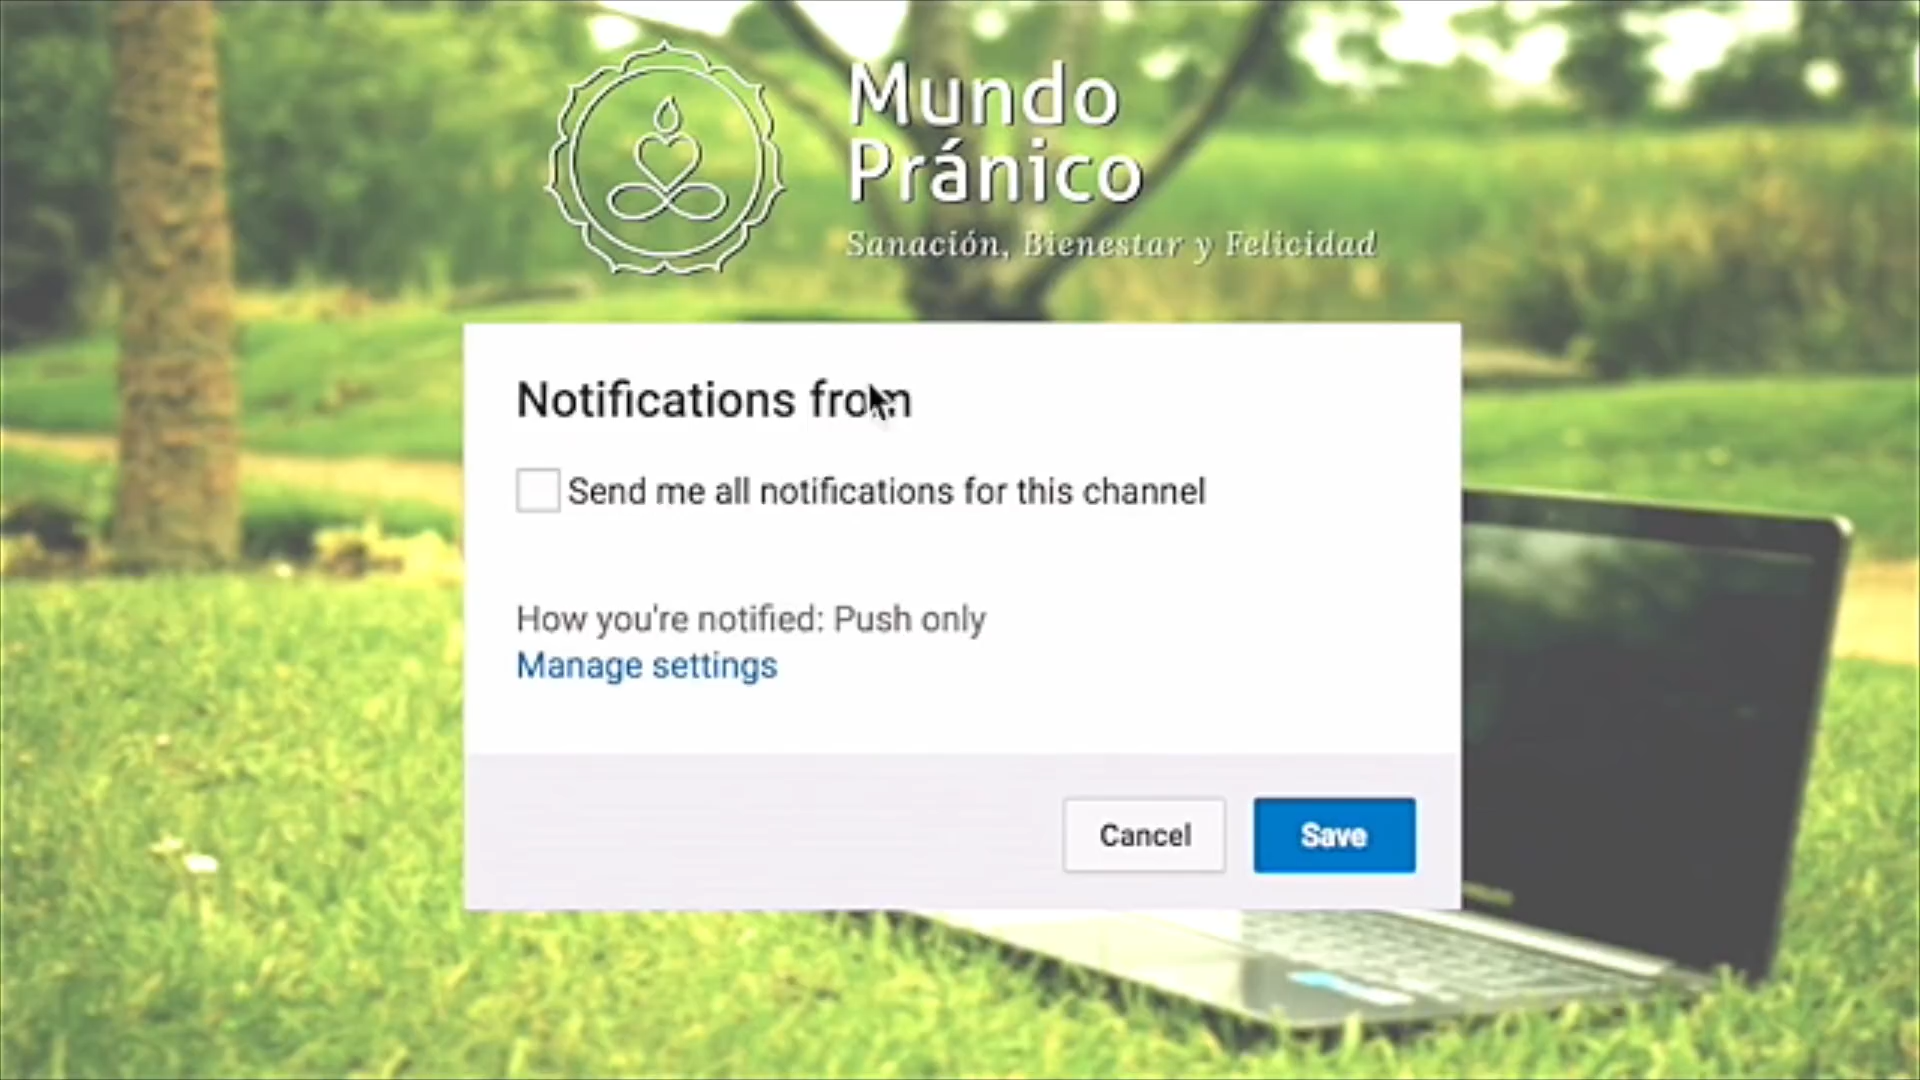 Mundo
Pránico
Sanación, Bienestar y Felicidad
Notifications from
Send me all notifications for this channel
How you're notified: Push only
Manage settings
Cancel
Save